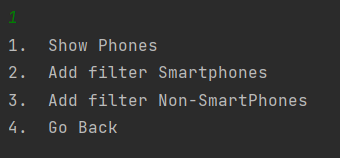 1
1. Show Phones
2. Add filter Smartphones
3. Add filter Non-SmartPhones
4. Go Back